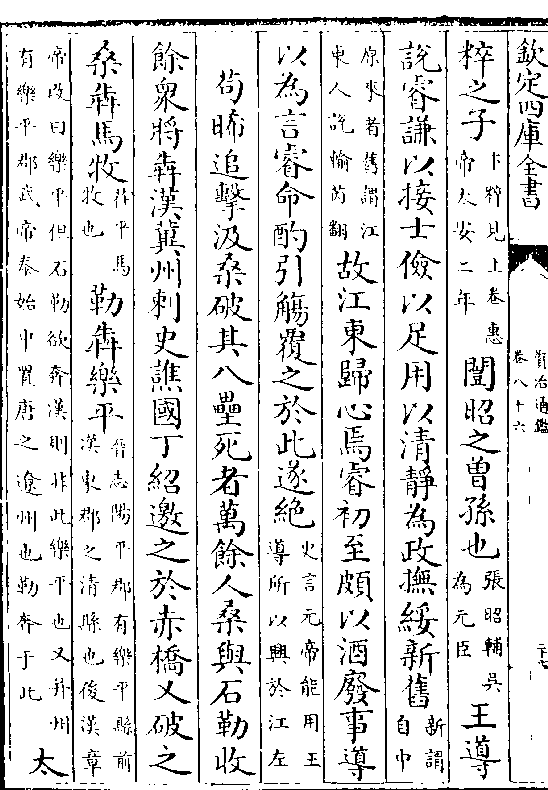 欽定四庫全書
資治通鑑
卷八十六
粹之子卞粹見上卷惠帝太安二年闓昭之曾孫也張昭輔吳為元臣王導
說睿謙以接士儉以足用以清靜為政撫綏新舊新謂自中
原來者舊謂江東人說輸芮翻故江東歸心焉睿初至頗以酒廢事導
以為言睿命酌引觴覆之於此遂絶史言元帝能用王導所以興於江左
苟晞追擊汲桑破其八壘死者萬餘人桑與石勒收
餘衆將犇漢冀州刺史譙國丁紹邀之於赤橋又破之
桑犇馬牧茌平馬牧也勒犇樂平晉志陽平郡有樂平縣前漢東郡之清縣也後漢章
帝改曰樂平但石勒欲奔漢則非此樂平也又并州有樂平郡武帝泰始中置唐之遼州也勒奔于此太